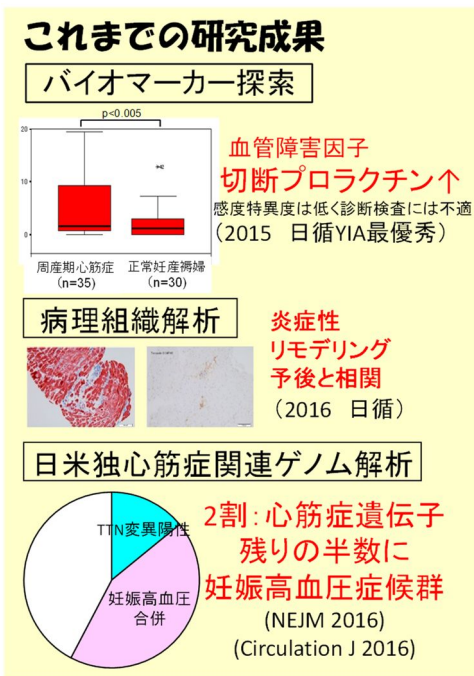 これまでの研究成果
バイオマーカー探索
p<0.005
20
10
0
周産期心筋症
(n=35)
正常妊産褥婦
(n=30)
血管障害因子
切断プロラクチン↑
感度特異度は低く診断検査には不適
（2015　日循YIA最優秀）
病理組織解析
炎症性
リモデリング
予後と相関
（2016　日循）
日米独心筋症関連ゲノム解析
TTN変異陽性
妊娠高血圧
合併
2割：心筋症遺伝子
残りの半数に
妊娠高血圧症候群
(NEJM 2016)
(Circulation J 2016)